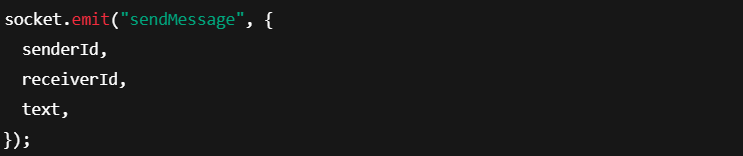 socket.emit("sendMessage", {
  senderId,
  receiverId,
  text,
});